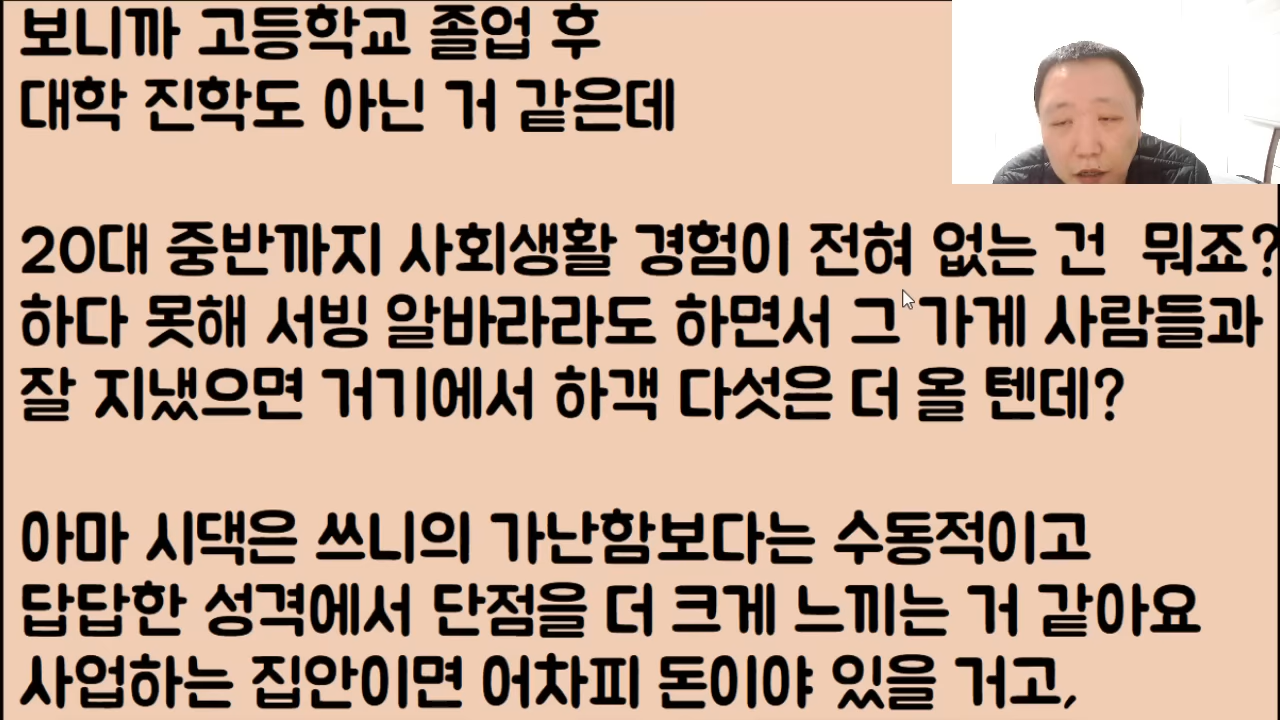 보니까 고등학교 졸업 후
대학 진학도 아닌 거 같은데
20대 중반까지 사회생활 경험이 전혀 없는 건 뭐죠?
하다 못해 서빙 알바라라도 하면서 그 가게 사람들과
잘 지냈으면 거기에서 하객 다섯은 더 올 텐데?
아마 시댁은 쓰니의 가난함보다는 수동적이고
답답한 성격에서 단점을 더 크게 느끼는 거 같아요
사업하는 집안이면 어차피 돈이야 있을 거고,